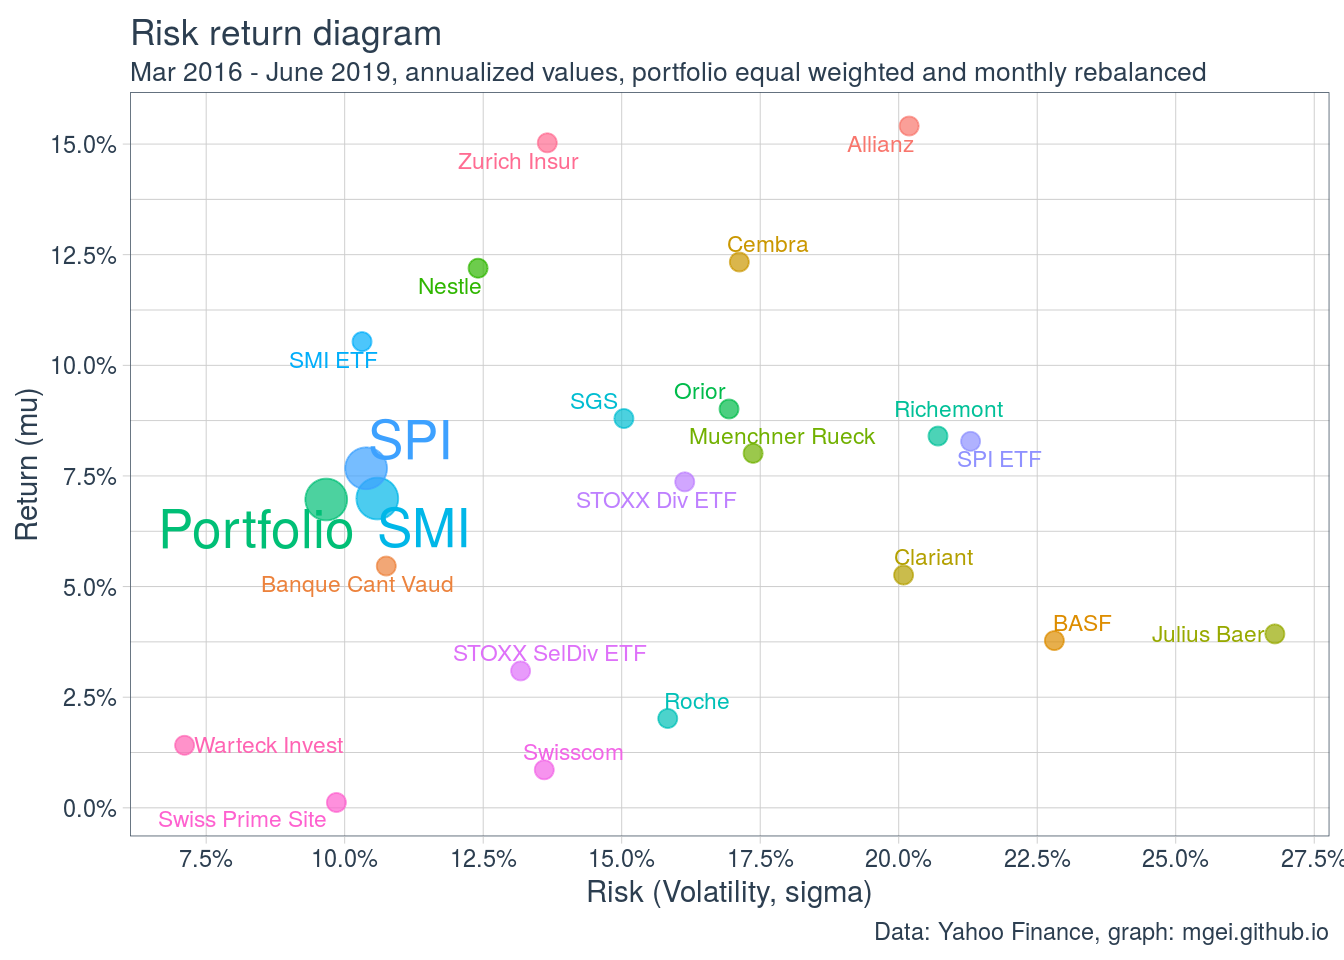 Risk return diagram
Mar 2016 - June 2019, annualized values, portfolio equal weighted and monthly rebalanced
15.0%
12.5%
10.0%
7.5%
5.0%
2.5%
0.0%
Return (mu)
Allianz
Zurich Insur
Cembra
Nestle
SMI ETF
Orior
SGS
Richemont
SPI
Muenchner Rueck
SPI ETF
STOXX Div ETF
Portfolio
SMI
Clariant
Banque Cant Vaud
BASF
Julius Baer
STOXX SelDiv ETF
Roche
Warteck Invest
Swisscom
Swiss Prime Site
7.5%
10.0%
12.5%
15.0%
17.5%
20.0%
22.5%
25.0%
27.5%
Risk (Volatility, sigma)
Data: Yahoo Finance, graph: mgei.github.io